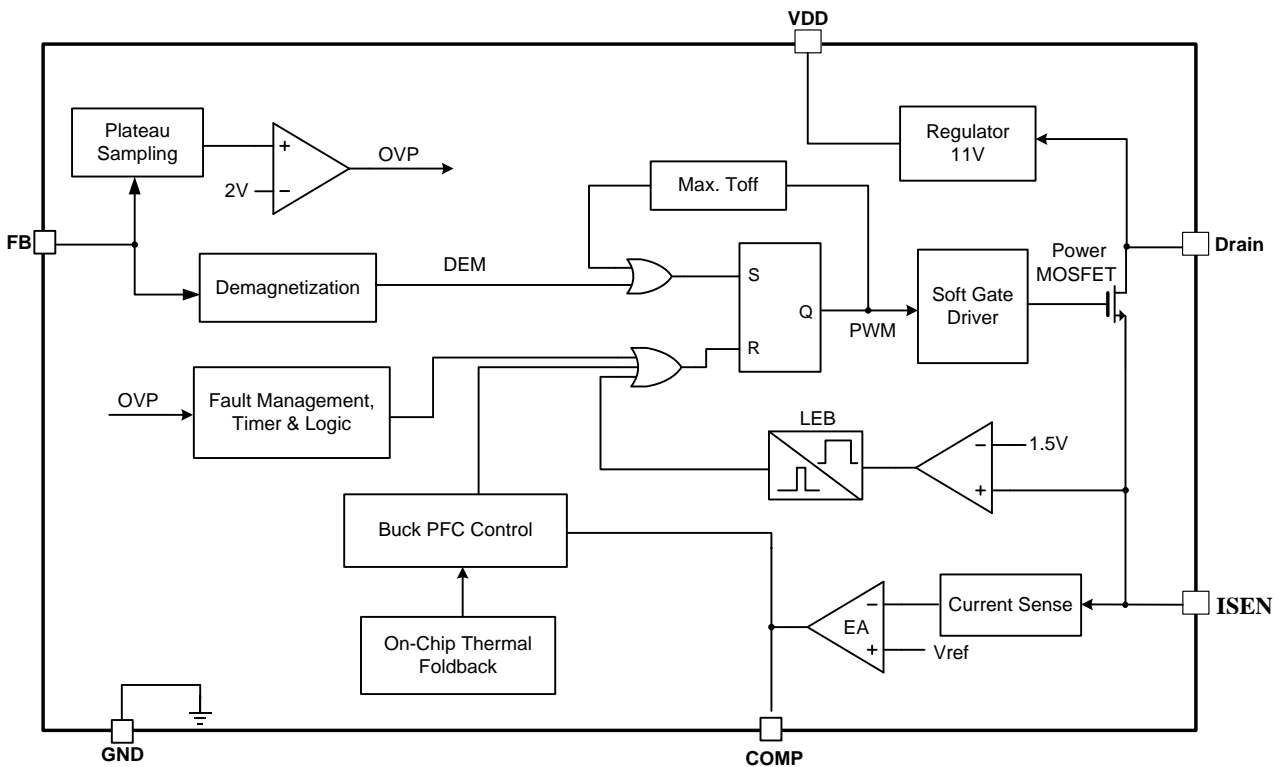 VDD
Plateau
Sampling
+
2V
−
OVP
Regulator
11V
Max. Toff
FB
Drain
Power
MOSFET
DEM
Demagnetization
S
Q
R
PWM
Soft Gate
Driver
OVP
Fault Management,
Timer & Logic
LEB
−
1.5V
+
Buck PFC Control
Current Sense
ISEN
EA
−
+
Vref
On-Chip Thermal
Foldback
GND
COMP